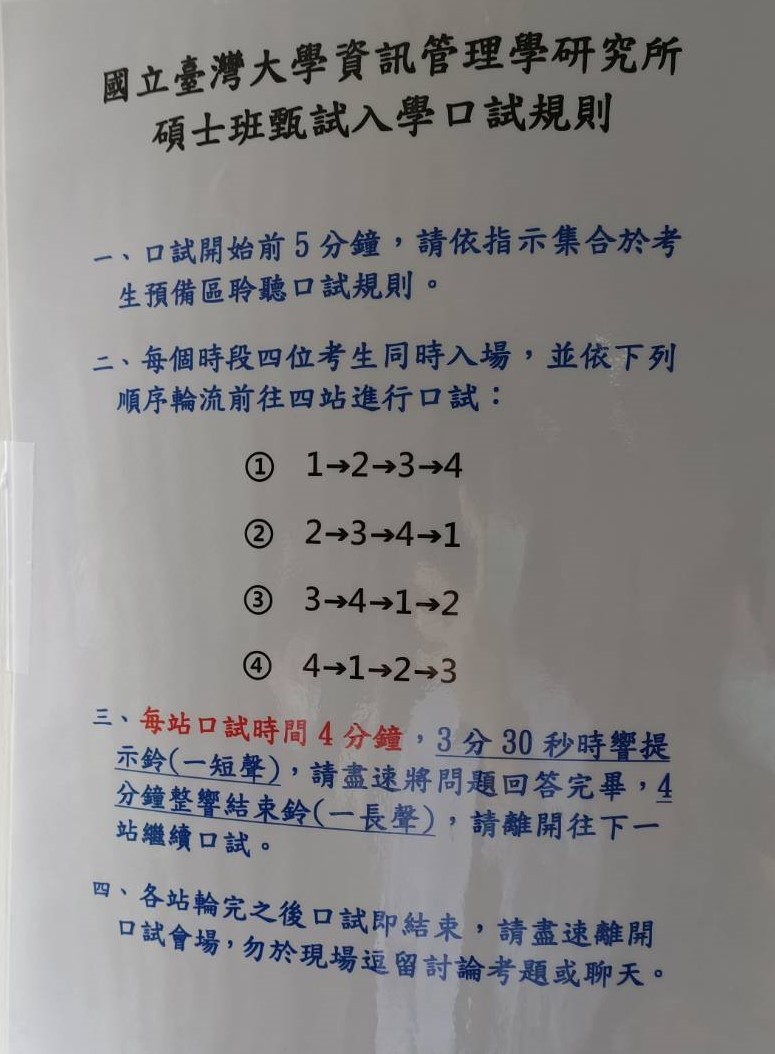 國立臺灣大學資訊管理學研究所
碩士班甄試入學口試規則
一、口試開始前 5 分鐘，請依指示集合於考
生預備區聆聽口試規則。
二、每個時段四位考生同時入場，並依下列
順序輪流前往四站進行口試：
① 1→2→3→4
② 2→3→4→1
③ 3→4→1→2
④ 4→1→2→3
三、每站口試時間 4 分鐘，3 分 30 秒時響提
示鈴(一短聲)，請盡速將問題回答完畢，4
分鐘整響結束鈴(一長聲)，請離開往下一
站繼續口試。
四、各站輪完之後口試即結束，請盡速離開
口試會場，勿於現場逗留討論考題或聊天。